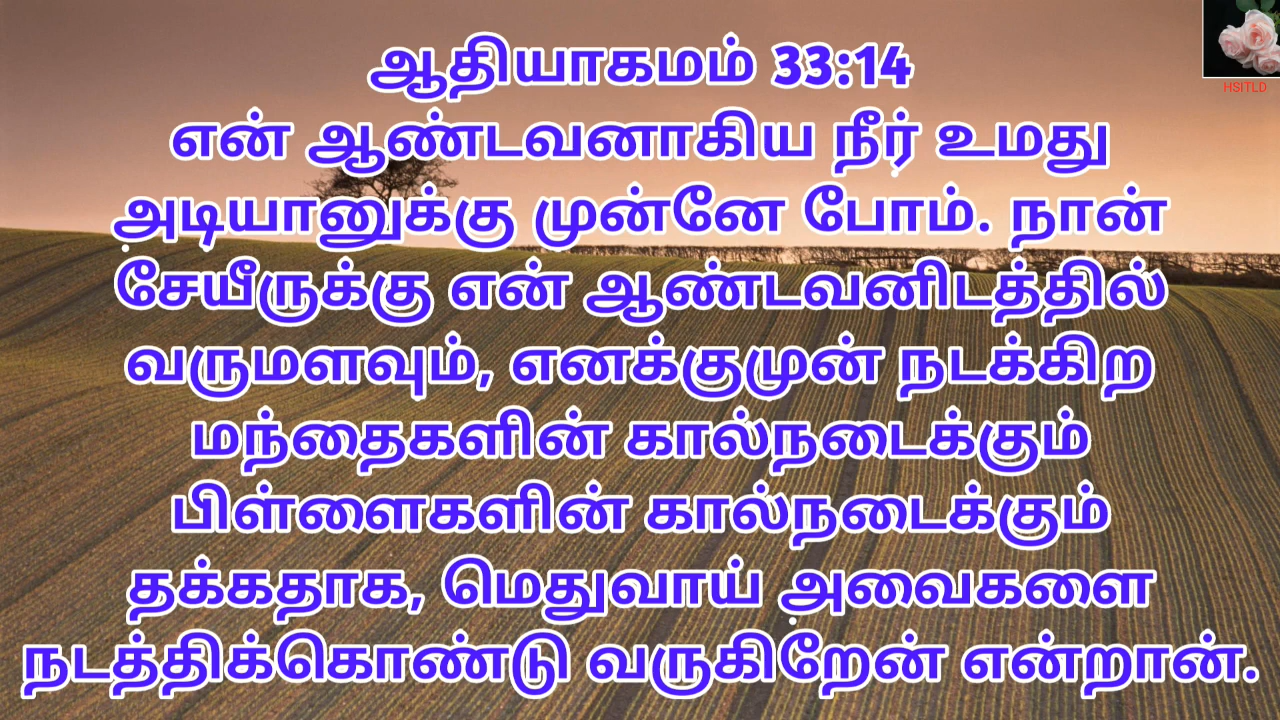 ஆதியாகமம் 33:14
என் ஆண்டவனாகிய நீர் உமது
அடியானுக்கு முன்னே போம். நான்
சேயீருக்கு என் ஆண்டவனிடத்தில்
வருமளவும், எனக்குமுன் நடக்கிற
மந்தைகளின் கால்நடைக்கும்
பிள்ளைகளின் கால்நடைக்கும்
தக்கதாக, மெதுவாய் அவைகளை
நடத்திக்கொண்டு வருகிறேன் என்றான்.
HSITLD